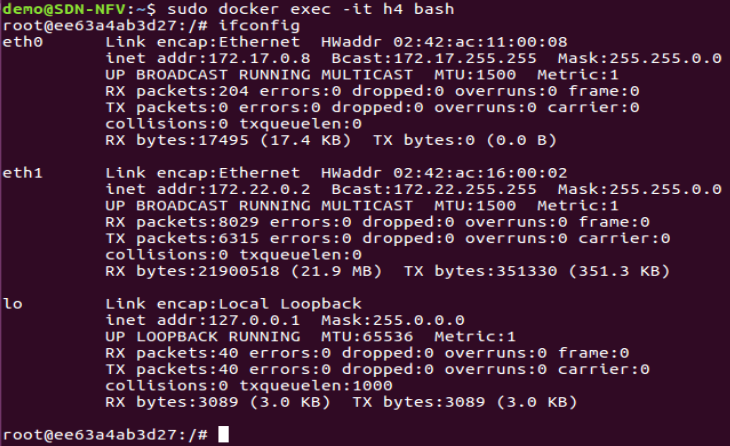 demo@SDN-NFV:~$ sudo docker exec -it h4 bash
root@ee63a4ab3d27:/# ifconfig
eth0      Link encap:Ethernet  HWaddr 02:42:ac:11:00:08
          inet addr:172.17.0.8  Bcast:172.17.255.255  Mask:255.255.0.0
          UP BROADCAST RUNNING MULTICAST  MTU:1500  Metric:1
          RX packets:204 errors:0 dropped:0 overruns:0 frame:0
          TX packets:0 errors:0 dropped:0 overruns:0 carrier:0
          collisions:0 txqueuelen:0
          RX bytes:17495 (17.4 KB)  TX bytes:0 (0.0 B)

eth1      Link encap:Ethernet  HWaddr 02:42:ac:16:00:02
          inet addr:172.22.0.2  Bcast:172.22.255.255  Mask:255.255.0.0
          UP BROADCAST RUNNING MULTICAST  MTU:1500  Metric:1
          RX packets:8029 errors:0 dropped:0 overruns:0 frame:0
          TX packets:6315 errors:0 dropped:0 overruns:0 carrier:0
          collisions:0 txqueuelen:0
          RX bytes:21900518 (21.9 MB)  TX bytes:351330 (351.3 KB)

lo        Link encap:Local Loopback
          inet addr:127.0.0.1  Mask:255.0.0.0
          UP LOOPBACK RUNNING  MTU:65536  Metric:1
          RX packets:40 errors:0 dropped:0 overruns:0 frame:0
          TX packets:40 errors:0 dropped:0 overruns:0 carrier:0
          collisions:0 txqueuelen:1000
          RX bytes:3089 (3.0 KB)  TX bytes:3089 (3.0 KB)

root@ee63a4ab3d27:/#